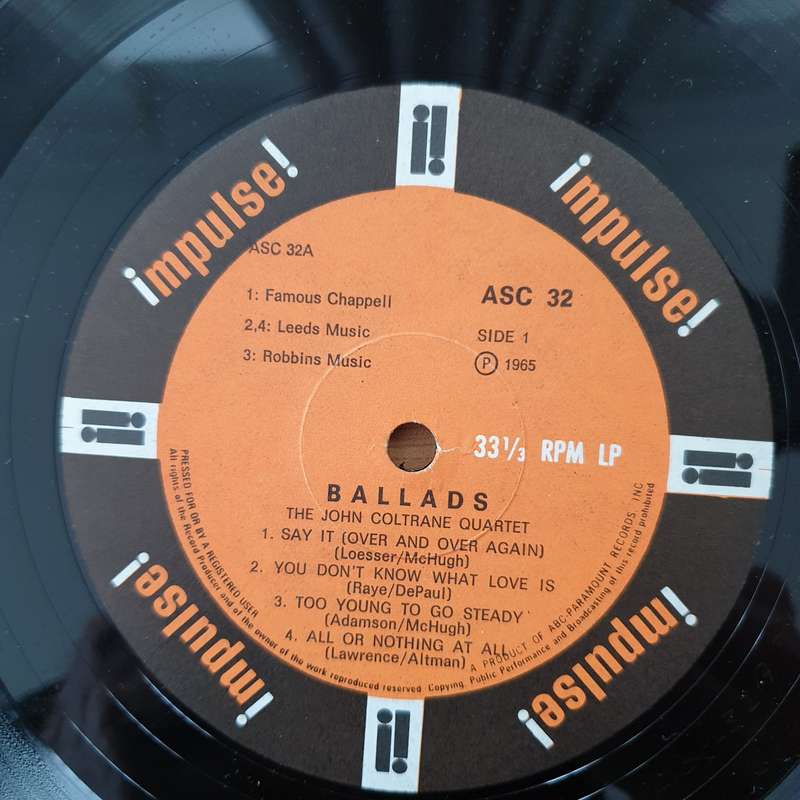 impulse!
impulse!
ASC 32A
1: Famous Chappell
2,4: Leeds Music
3: Robbins Music
ASC 32
SIDE 1
Ⓟ 1965
33⅓ RPM LP
BALLADS
THE JOHN COLTRANE QUARTET
1. SAY IT (OVER AND OVER AGAIN)
(Loesser/McHugh)
2. YOU DON'T KNOW WHAT LOVE IS
(Raye/DePaul)
3. TOO YOUNG TO GO STEADY
(Adamson/McHugh)
4. ALL OR NOTHING AT ALL
(Lawrence/Altman)
PRESSED FOR OR BY A REGISTERED USER
A PRODUCT OF ABC-PARAMOUNT RECORDS, INC
All rights of the Record Producer and of the owner of the work reproduced reserved. Copying, Public Performance and Broadcasting of this record prohibited
impulse!
impulse!